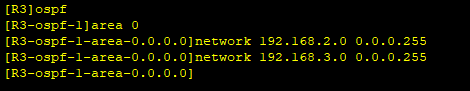 [R3]ospf
[R3-ospf-1]area 0
[R3-ospf-1-area-0.0.0.0]network 192.168.2.0 0.0.0.255
[R3-ospf-1-area-0.0.0.0]network 192.168.3.0 0.0.0.255
[R3-ospf-1-area-0.0.0.0]